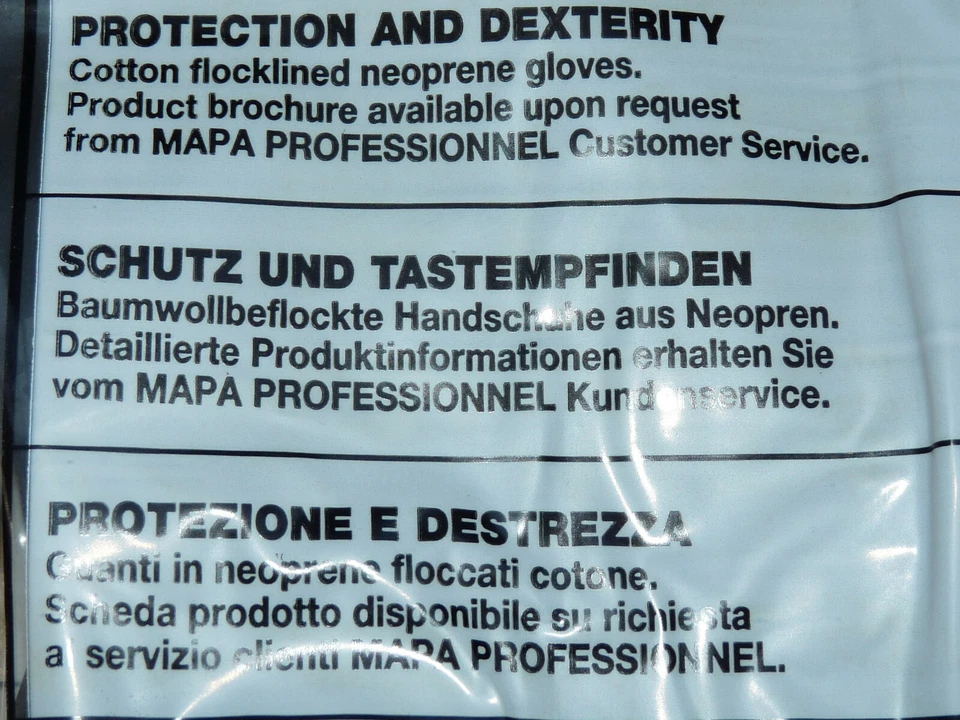 PROTECTION AND DEXTERITY
Cotton flocklined neoprene gloves.
Product brochure available upon request
from MAPA PROFESSIONNEL Customer Service.
SCHUTZ UND TASTEMPFINDEN
Baumwollbeflockte Handschuhe aus Neopren.
Detaillierte Produktinformationen erhalten Sie
vom MAPA PROFESSIONNEL Kundenservice.
PROTEZIONE E DESTREZZA
Guanti in neoprene floccati cotone.
Scheda prodotto disponibile su richiesta
al servizio clienti MAPA PROFESSIONNEL.